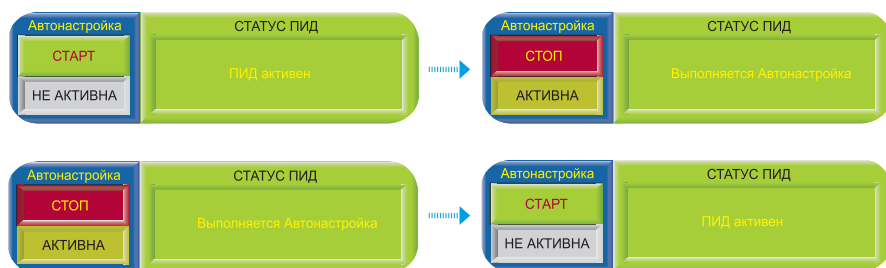 Автонастройка
СТАТУС ПИД
СТАРТ
ПИД активен
НЕ АКТИВНА
Автонастройка
СТАТУС ПИД
СТОП
Выполняется Автонастройка
АКТИВНА
Автонастройка
СТАТУС ПИД
СТОП
Выполняется Автонастройка
АКТИВНА
Автонастройка
СТАТУС ПИД
СТАРТ
ПИД активен
НЕ АКТИВНА